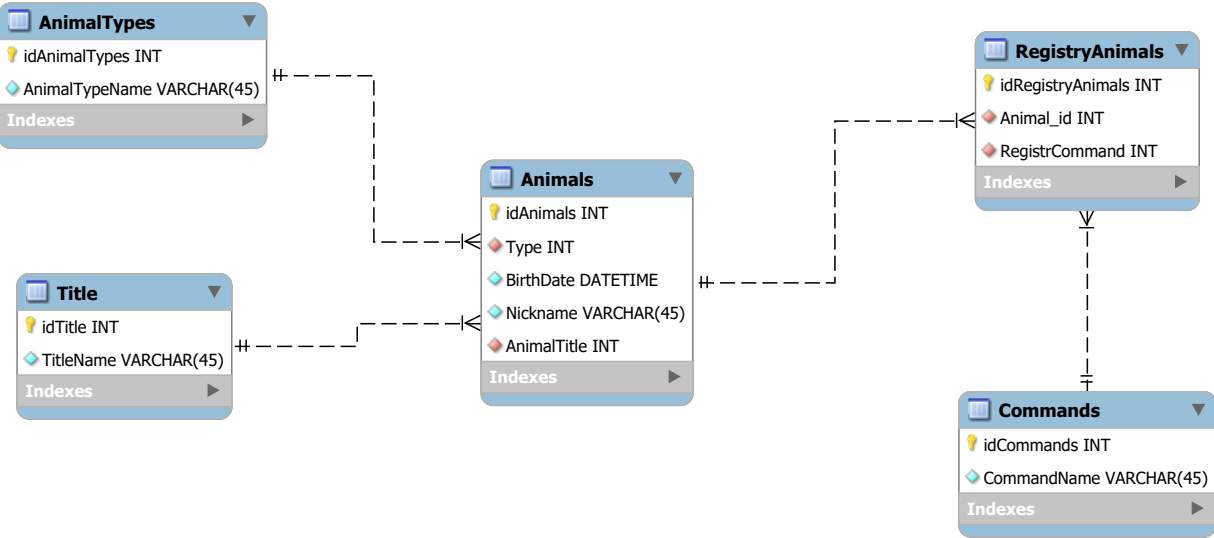 AnimalTypes
idAnimalTypes INT
AnimalTypeName VARCHAR(45)
Indexes
Title
idTitle INT
TitleName VARCHAR(45)
Indexes
Animals
idAnimals INT
Type INT
BirthDate DATETIME
Nickname VARCHAR(45)
AnimalTitle INT
Indexes
RegistryAnimals
idRegistryAnimals INT
Animal_id INT
RegistrCommand INT
Indexes
Commands
idCommands INT
CommandName VARCHAR(45)
Indexes